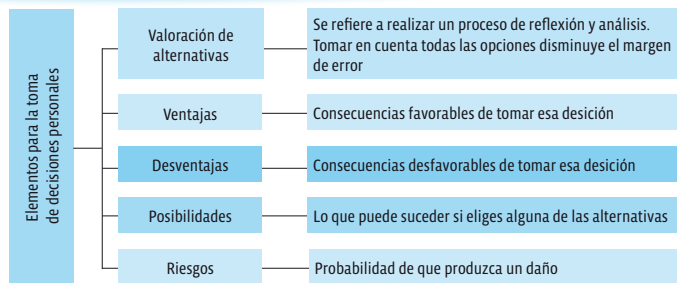 Elementos para la toma
de decisiones personales
Valoración de
alternativas
Se refiere a realizar un proceso de reflexión y análisis.
Tomar en cuenta todas las opciones disminuye el margen
de error
Ventajas
Consecuencias favorables de tomar esa desición
Desventajas
Consecuencias desfavorables de tomar esa desición
Posibilidades
Lo que puede suceder si eliges alguna de las alternativas
Riesgos
Probabilidad de que produzca un daño